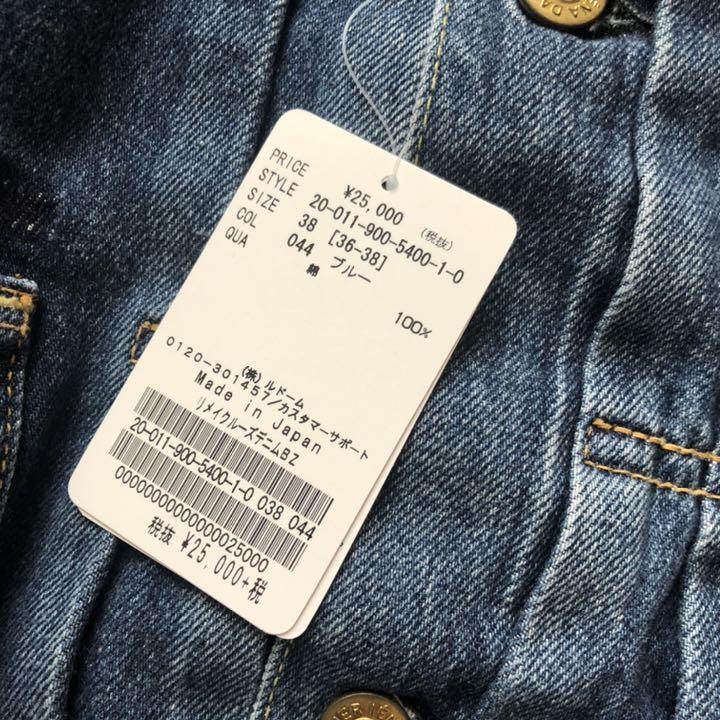 PRICE ¥25,000 (税抜)
STYLE 20-011-900-5400-1-0
SIZE 38 [36-38]
COL 044 ブルー
QUA 綿 100%
(株)ルドーム
0120-301457/カスタマーサポート
Made in Japan
リメイクルーズデニムBZ
20-011-900-5400-1-0 038 044
0000000000000025000
税抜 ¥25,000+税